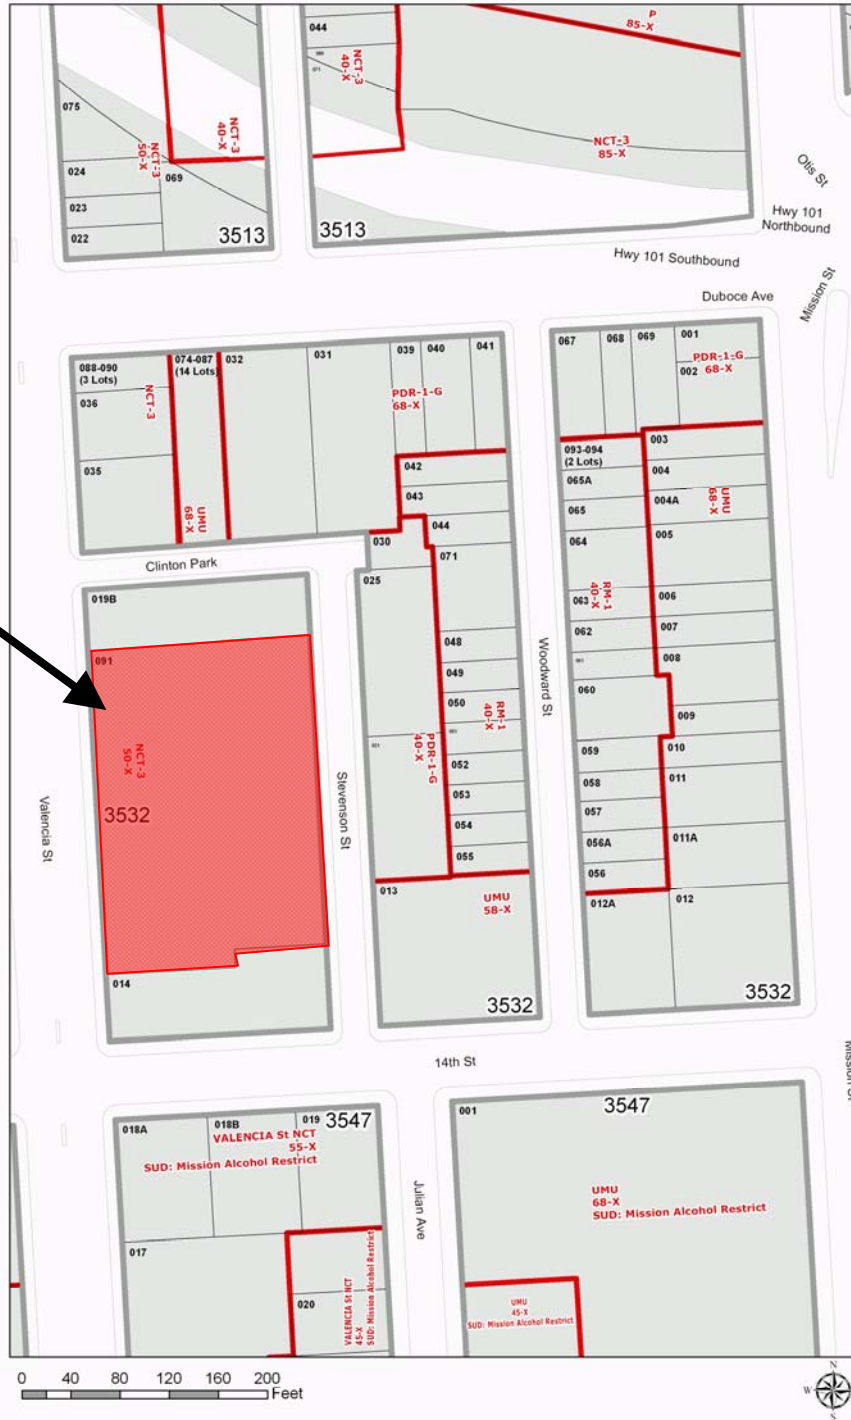 P
85-X
044
NCT-3
40-X
071
NCT-3
40-X
NCT-3
50-X
NCT-3
85-X
075
024
069
023
022
3513
3513
Otis St
Hwy 101
Northbound
Hwy 101 Southbound
Mission St
Duboce Ave
088-090
(3 Lots)
074-087
(14 Lots)
032
031
039
040
041
067
068
069
001
002
PDR-1-G
68-X
036
NCT-3
PDR-1-G
68-X
035
042
093-094
(2 Lots)
003
004
065A
043
004A
UMU
68-X
UMU
68-X
065
044
030
005
064
Clinton Park
071
025
019B
063
RM-1
40-X
006
048
062
007
091
049
008
Woodward St
050
060
RM-1
40-X
009
NCT-3
50-X
PDR-1-G
40-X
059
010
052
058
011
053
3532
Stevenson St
057
Valencia St
054
056A
011A
055
056
013
UMU
58-X
012A
012
014
3532
3532
14th St
Mission St
018A
018B
019
3547
001
3547
VALENCIA St NCT
55-X
SUD: Mission Alcohol Restrict
Julian Ave
UMU
68-X
SUD: Mission Alcohol Restrict
017
020
VALENCIA St NCT
45-X
SUD: Mission Alcohol Restrict
UMU
45-X
SUD: Mission Alcohol Restrict
0 40 80 120 160 200
Feet
N
W
S